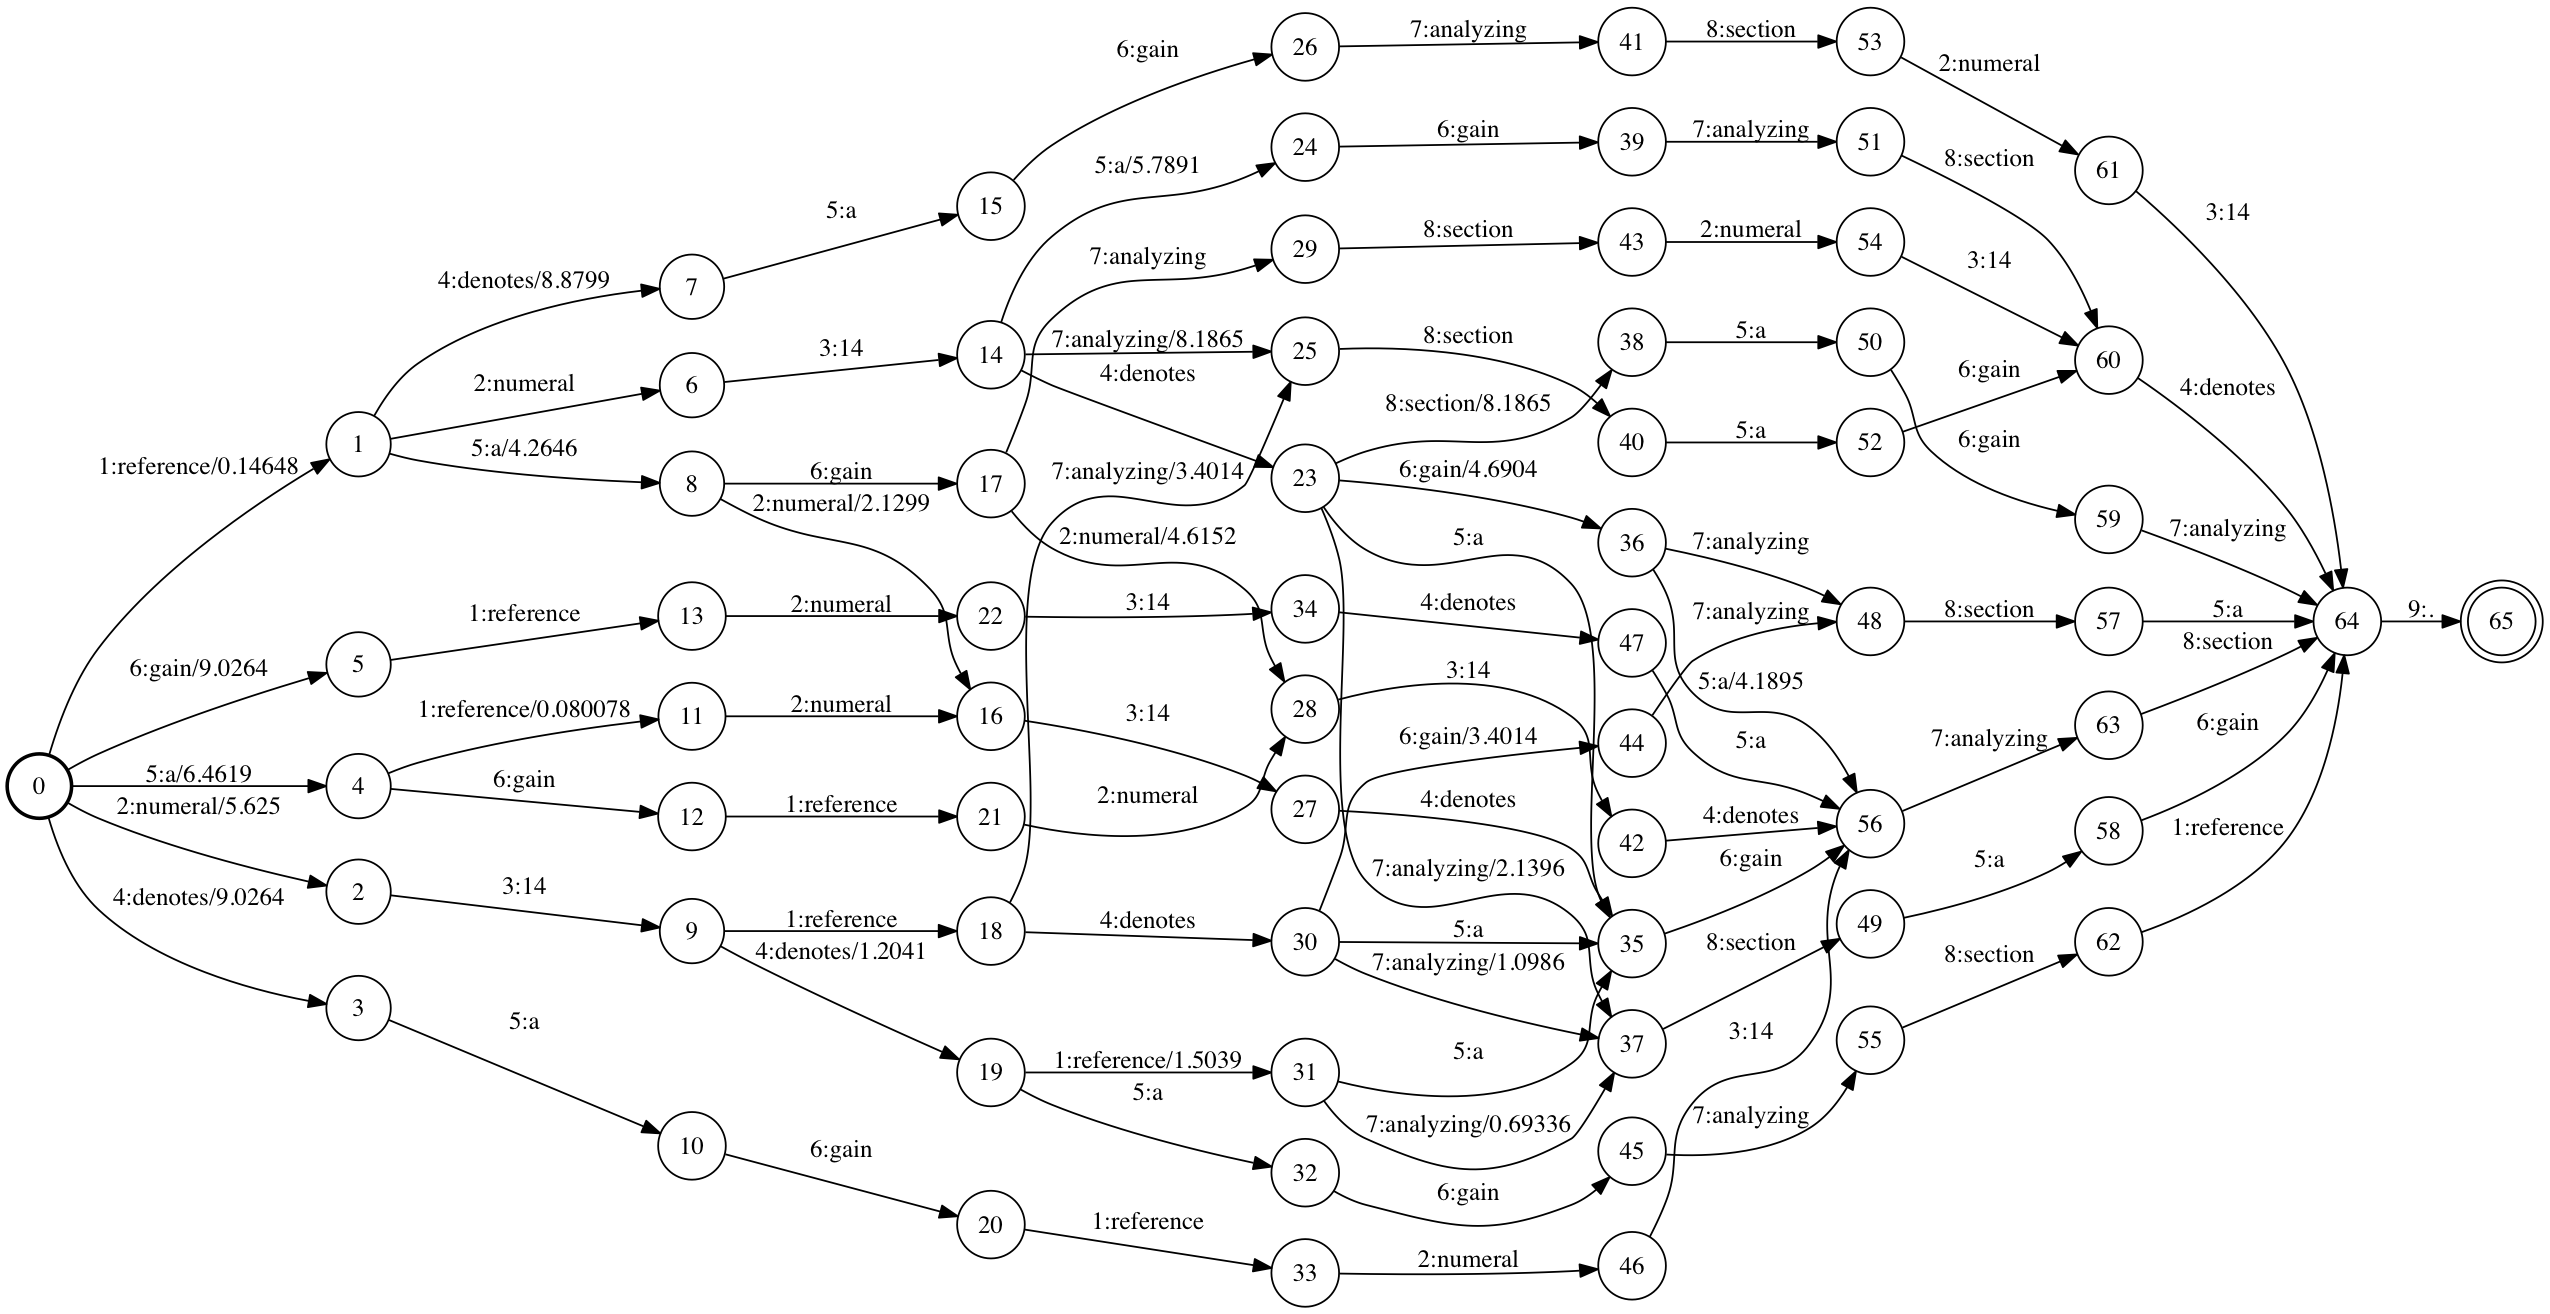 0
1:reference/0.14648
6:gain/9.0264
5:a/6.4619
2:numeral/5.625
4:denotes/9.0264
1
5
4
2
3
4:denotes/8.8799
2:numeral
5:a/4.2646
1:reference
1:reference/0.080078
6:gain
3:14
5:a
7
6
8
13
11
12
9
10
5:a
3:14
6:gain
2:numeral/2.1299
2:numeral
2:numeral
1:reference
1:reference
4:denotes/1.2041
6:gain
15
14
17
22
16
21
18
19
20
6:gain
5:a/5.7891
7:analyzing
7:analyzing/8.1865
4:denotes
7:analyzing/3.4014
2:numeral/4.6152
3:14
3:14
2:numeral
4:denotes
1:reference/1.5039
5:a
1:reference
26
24
29
25
23
34
28
27
30
31
32
33
7:analyzing
6:gain
8:section
8:section
8:section/8.1865
6:gain/4.6904
5:a
4:denotes
3:14
6:gain/3.4014
4:denotes
7:analyzing/2.1396
5:a
7:analyzing/1.0986
5:a
7:analyzing/0.69336
6:gain
2:numeral
41
39
43
38
40
36
47
44
42
35
37
45
46
8:section
7:analyzing
2:numeral
5:a
5:a
7:analyzing
7:analyzing
5:a/4.1895
5:a
4:denotes
6:gain
8:section
3:14
7:analyzing
53
51
54
50
52
48
56
49
55
2:numeral
8:section
3:14
6:gain
6:gain
8:section
7:analyzing
5:a
8:section
61
60
59
57
63
58
62
3:14
4:denotes
7:analyzing
5:a
8:section
6:gain
1:reference
64
9:.
65